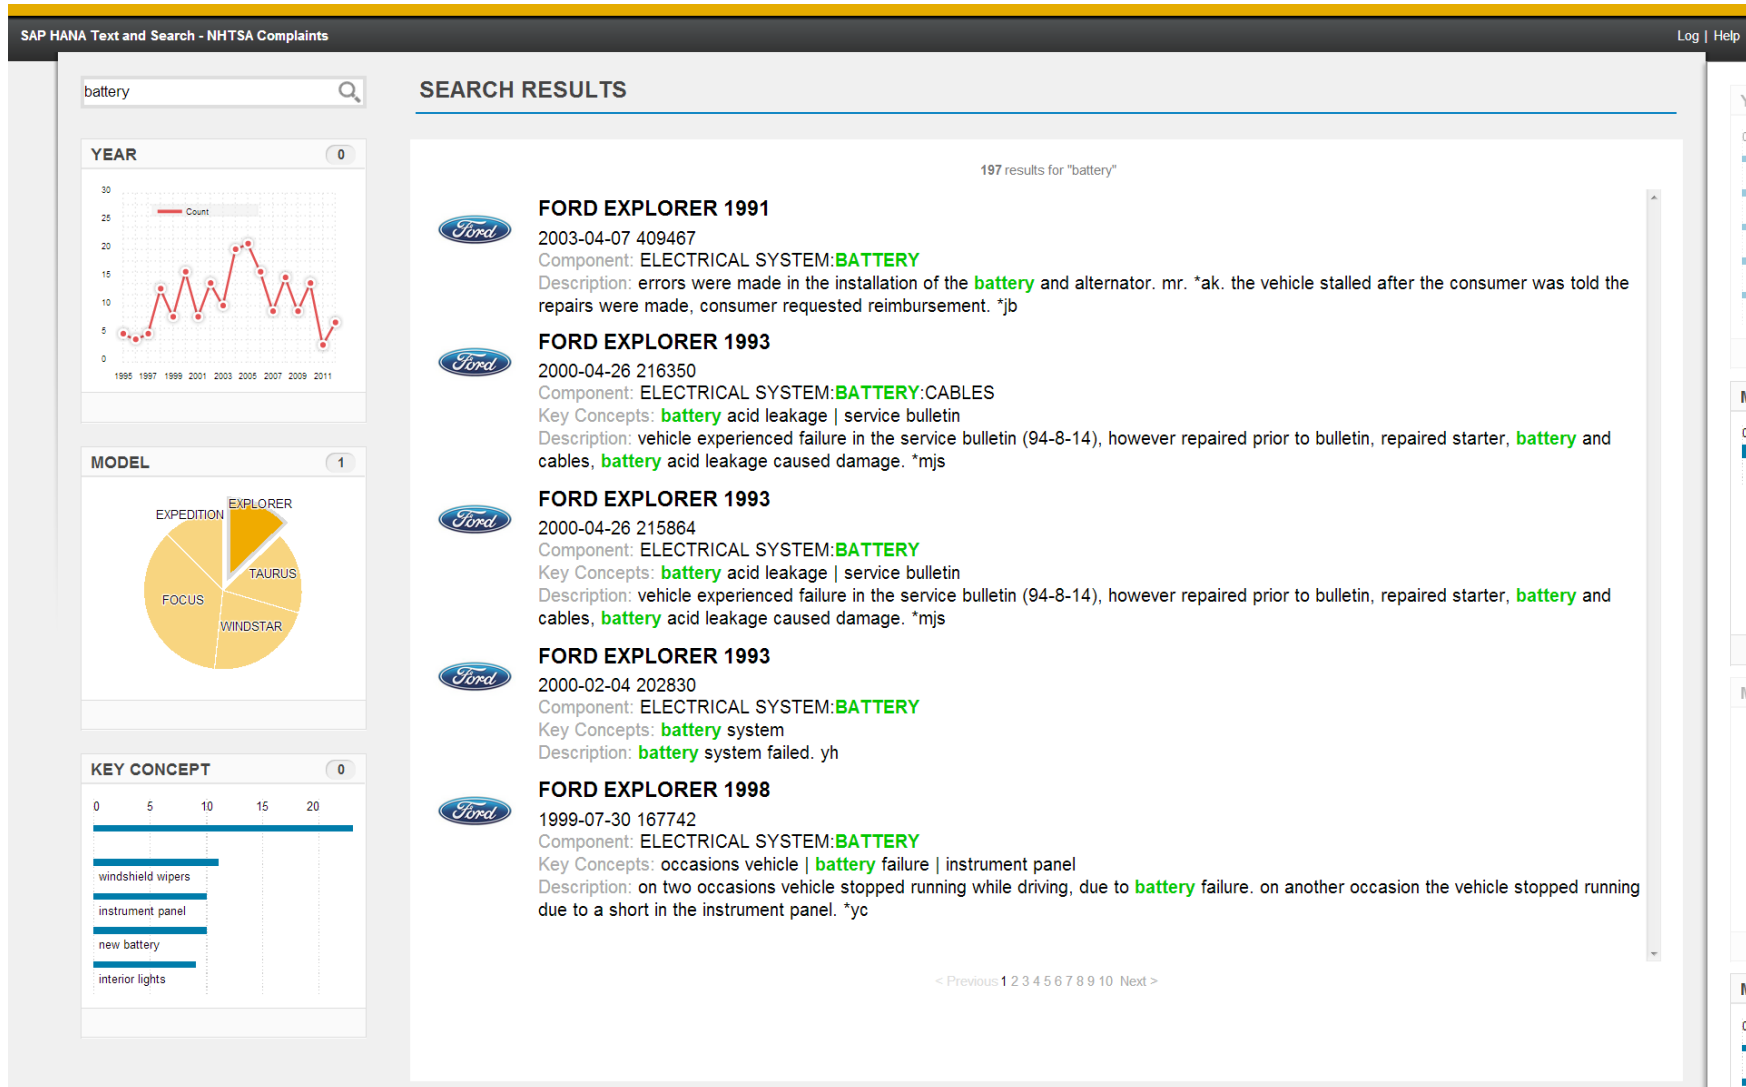 SAP HANA Text and Search - NHTSA Complaints
Log | Help
battery
SEARCH RESULTS
YEAR
0
30
25
20
15
10
5
0
Count
1995 1997 1999 2001 2003 2005 2007 2009 2011
MODEL
1
EXPEDITION
EXPLORER
TAURUS
FOCUS
WINDSTAR
KEY CONCEPT
0
0 5 10 15 20
windshield wipers
instrument panel
new battery
interior lights
197 results for "battery"
Ford
FORD EXPLORER 1991
2003-04-07 409467
Component: ELECTRICAL SYSTEM:BATTERY
Description: errors were made in the installation of the battery and alternator. mr. *ak. the vehicle stalled after the consumer was told the
repairs were made, consumer requested reimbursement. *jb
Ford
FORD EXPLORER 1993
2000-04-26 216350
Component: ELECTRICAL SYSTEM:BATTERY:CABLES
Key Concepts: battery acid leakage | service bulletin
Description: vehicle experienced failure in the service bulletin (94-8-14), however repaired prior to bulletin, repaired starter, battery and
cables, battery acid leakage caused damage. *mjs
Ford
FORD EXPLORER 1993
2000-04-26 215864
Component: ELECTRICAL SYSTEM:BATTERY
Key Concepts: battery acid leakage | service bulletin
Description: vehicle experienced failure in the service bulletin (94-8-14), however repaired prior to bulletin, repaired starter, battery and
cables, battery acid leakage caused damage. *mjs
Ford
FORD EXPLORER 1993
2000-02-04 202830
Component: ELECTRICAL SYSTEM:BATTERY
Key Concepts: battery system
Description: battery system failed. yh
Ford
FORD EXPLORER 1998
1999-07-30 167742
Component: ELECTRICAL SYSTEM:BATTERY
Key Concepts: occasions vehicle | battery failure | instrument panel
Description: on two occasions vehicle stopped running while driving, due to battery failure. on another occasion the vehicle stopped running
due to a short in the instrument panel. *yc
< Previous 1 2 3 4 5 6 7 8 9 10 Next >